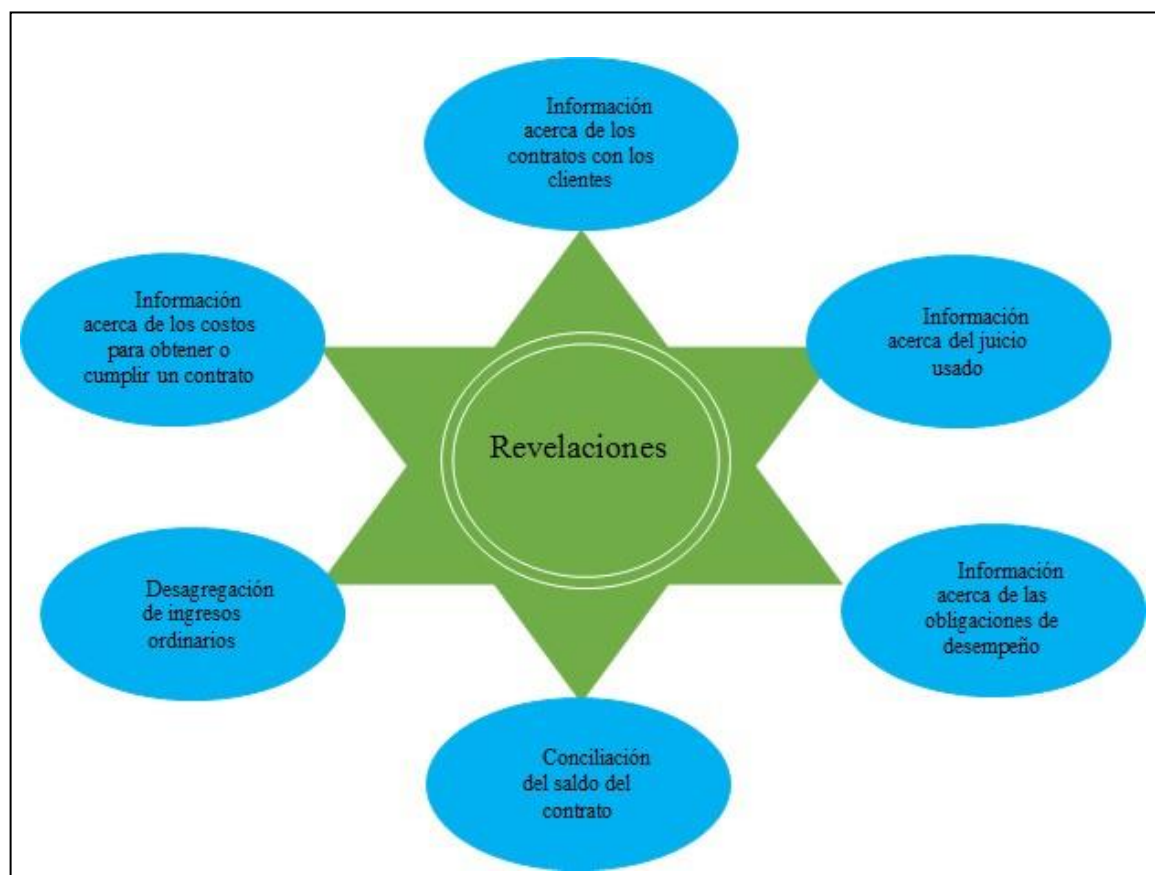 Información
acerca de los
contratos con los
clientes
Información
acerca de los costos
para obtener o
cumplir un contrato
Información
acerca del juicio
usado
Revelaciones
Desagregación
de ingresos
ordinarios
Información
acerca de las
obligaciones de
desempeño
Conciliación
del saldo del
contrato